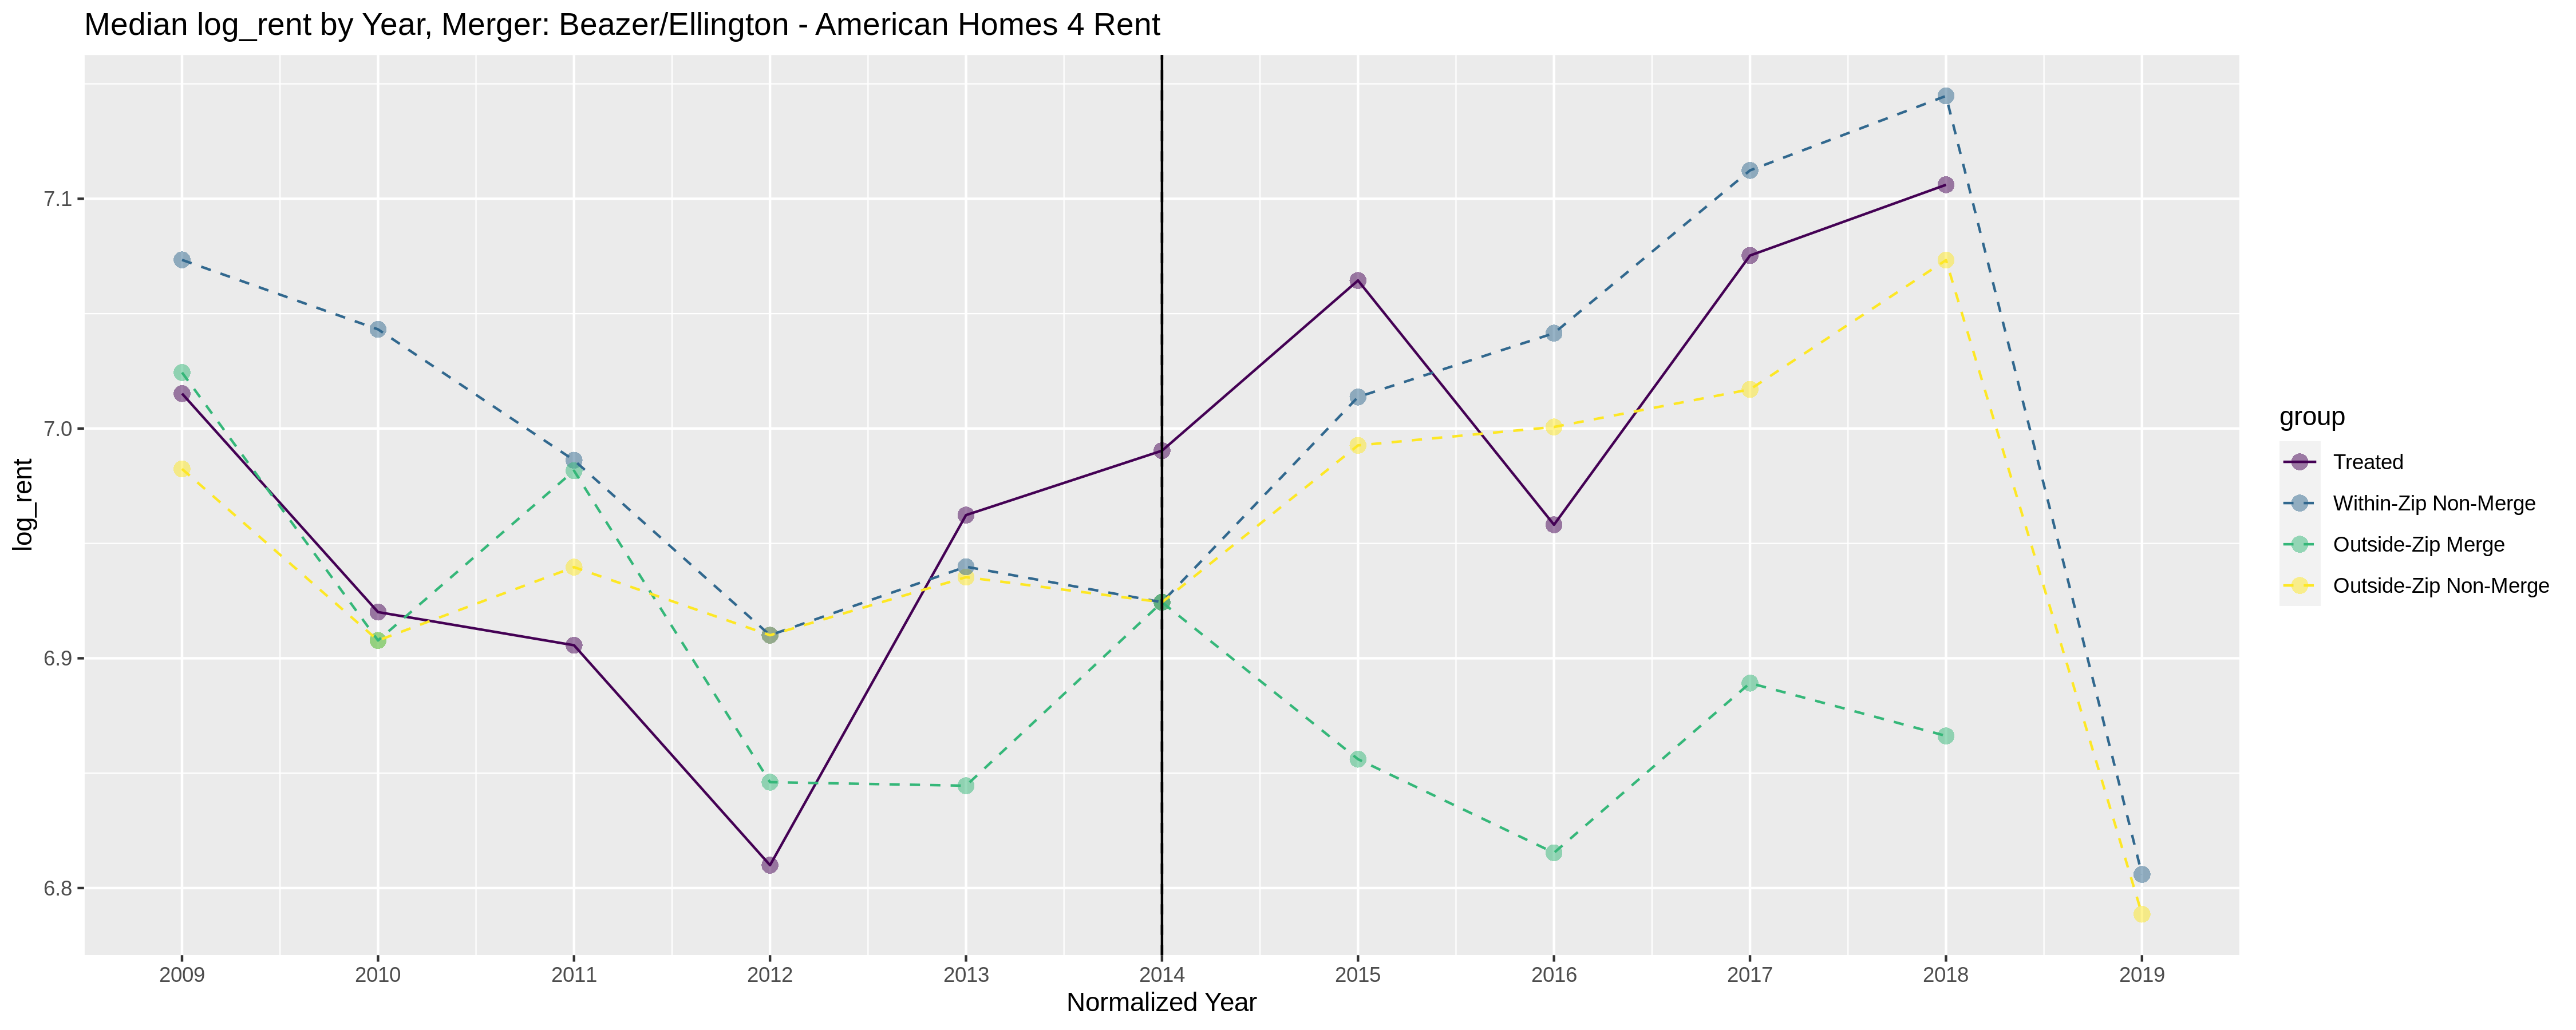 Median log_rent by Year, Merger: Beazer/Ellington - American Homes 4 Rent
log_rent
7.1
7.0
6.9
6.8
2009 2010 2011 2012 2013 2014 2015 2016 2017 2018 2019
Normalized Year
group
Treated
Within-Zip Non-Merge
Outside-Zip Merge
Outside-Zip Non-Merge